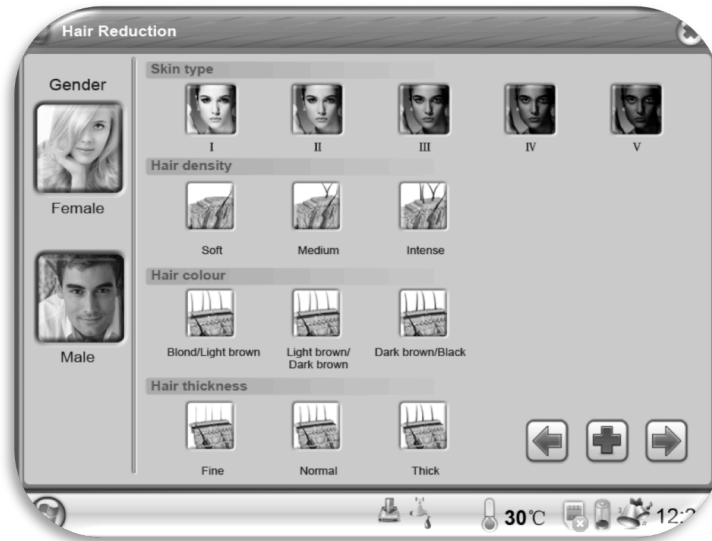 Hair Reduction
Gender
Female
Male
Skin type
I
II
III
IV
V
Hair density
Soft
Medium
Intense
Hair colour
Blond/Light brown
Light brown/
Dark brown
Dark brown/Black
Hair thickness
Fine
Normal
Thick
30°C